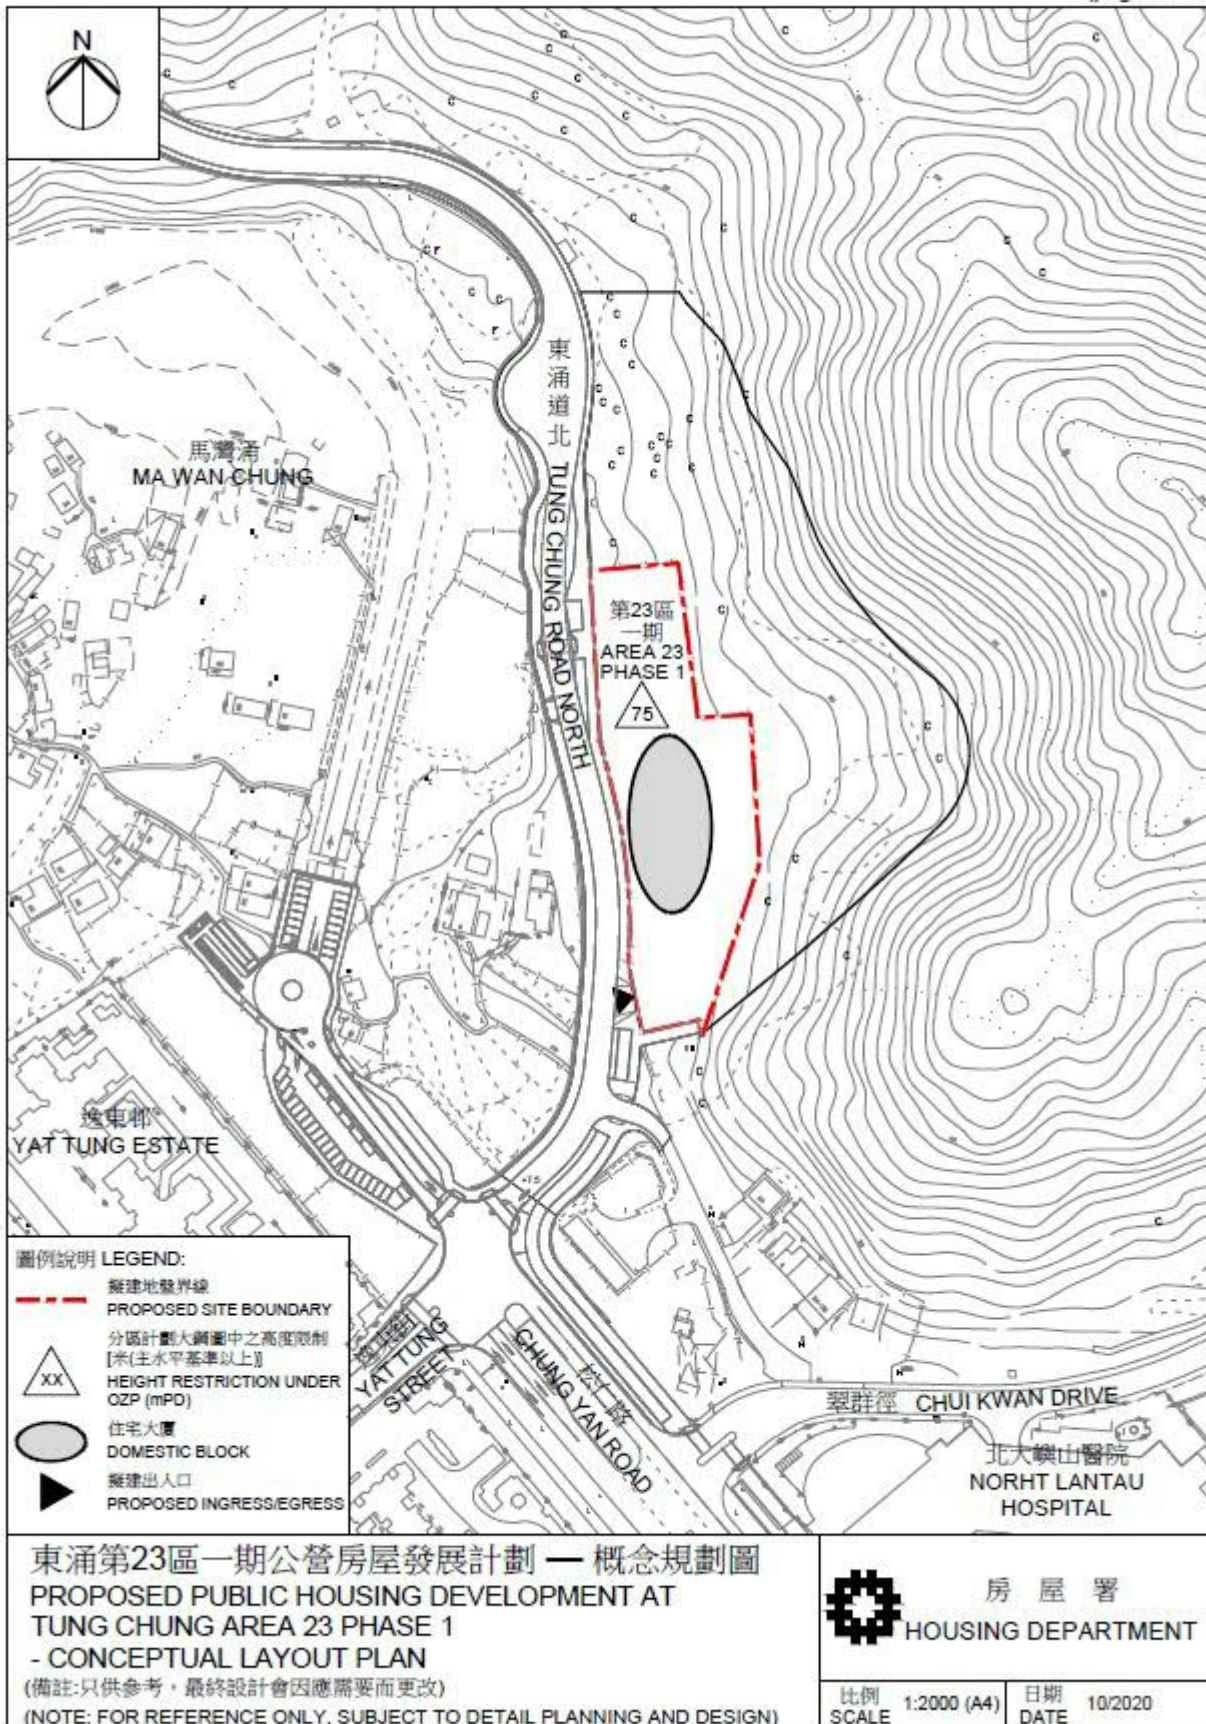 N
東涌道北 TUNG CHUNG ROAD NORTH
馬灣涌
MA WAN CHUNG
第23區
一期
AREA 23
PHASE 1
75
逸東邨
YAT TUNG ESTATE
YAT TUNG
STREET
松仁路
CHUNG YAN ROAD
翠群徑 CHUI KWAN DRIVE
北大嶼山醫院
NORHT LANTAU
HOSPITAL
圖例說明 LEGEND:
擬建地盤界線
PROPOSED SITE BOUNDARY
分區計劃大綱圖中之高度限制
[米(主水平基準以上)]
XX
HEIGHT RESTRICTION UNDER
OZP (mPD)
住宅大廈
DOMESTIC BLOCK
擬建出入口
PROPOSED INGRESS/EGRESS
東涌第23區一期公營房屋發展計劃 — 概念規劃圖
PROPOSED PUBLIC HOUSING DEVELOPMENT AT
TUNG CHUNG AREA 23 PHASE 1
- CONCEPTUAL LAYOUT PLAN
(備註:只供參考，最終設計會因應需要而更改)
(NOTE: FOR REFERENCE ONLY, SUBJECT TO DETAIL PLANNING AND DESIGN)
房屋署
HOUSING DEPARTMENT
比例
SCALE 1:2000 (A4)
日期
DATE 10/2020